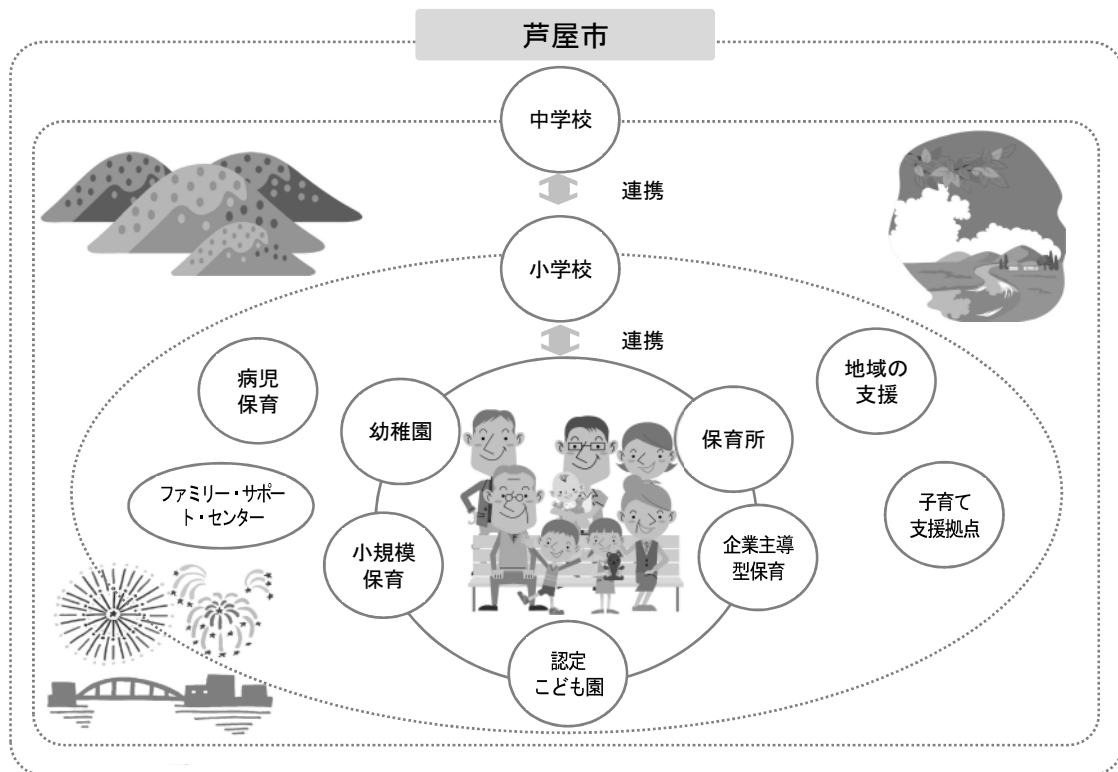 芦屋市
中学校
連携
小学校
連携
病児
保育
地域の
支援
幼稚園
保育所
ファミリー・サポー
ト・センター
子育て
支援拠点
小規模
保育
企業主導
型保育
認定
こども園